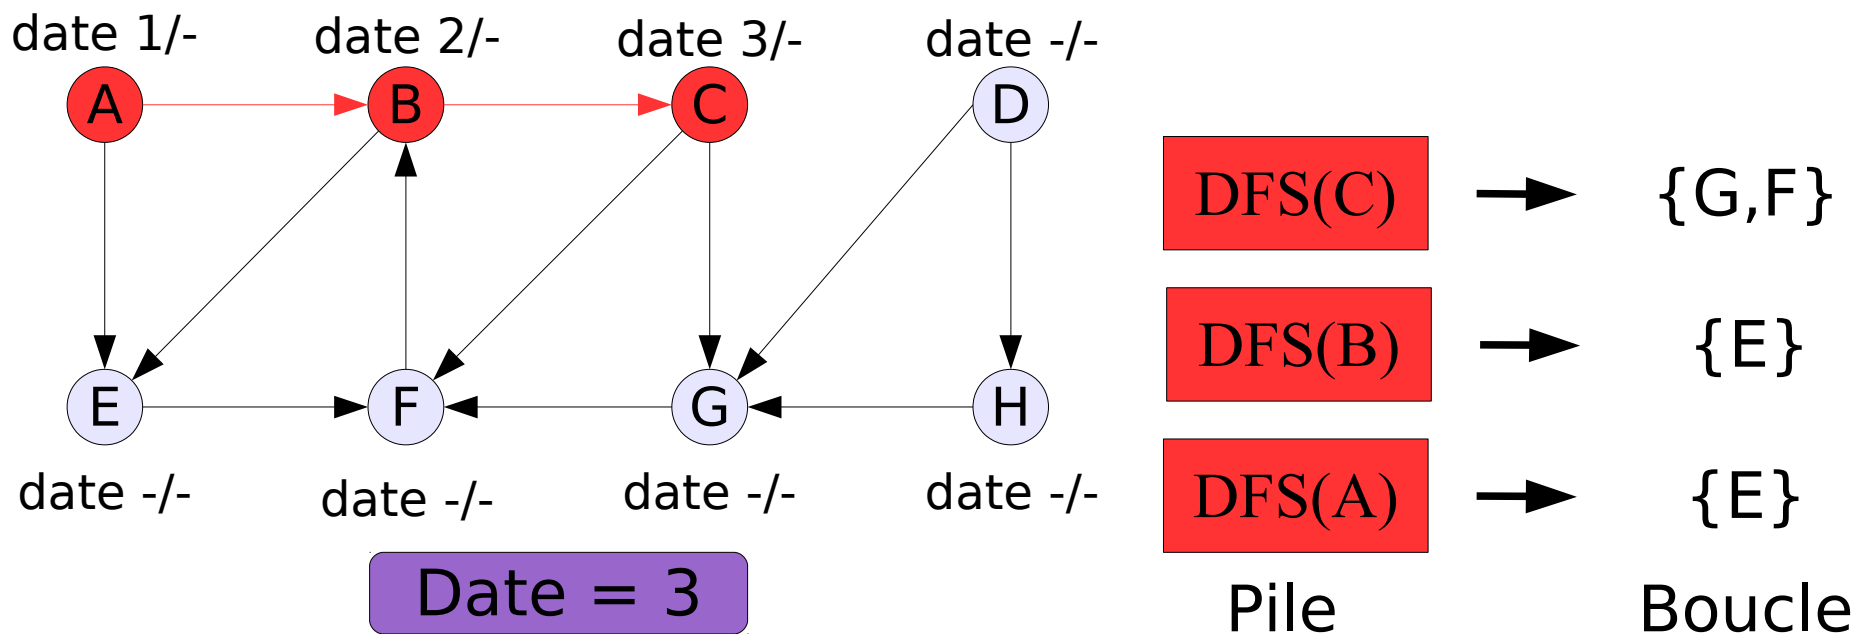 date 1/-
date 2/-
date 3/-
date -/-
A
B
C
D
E
F
G
H
date -/-
date -/-
date -/-
date -/-
Date = 3
DFS(C)
{G,F}
DFS(B)
{E}
DFS(A)
{E}
Pile
Boucle